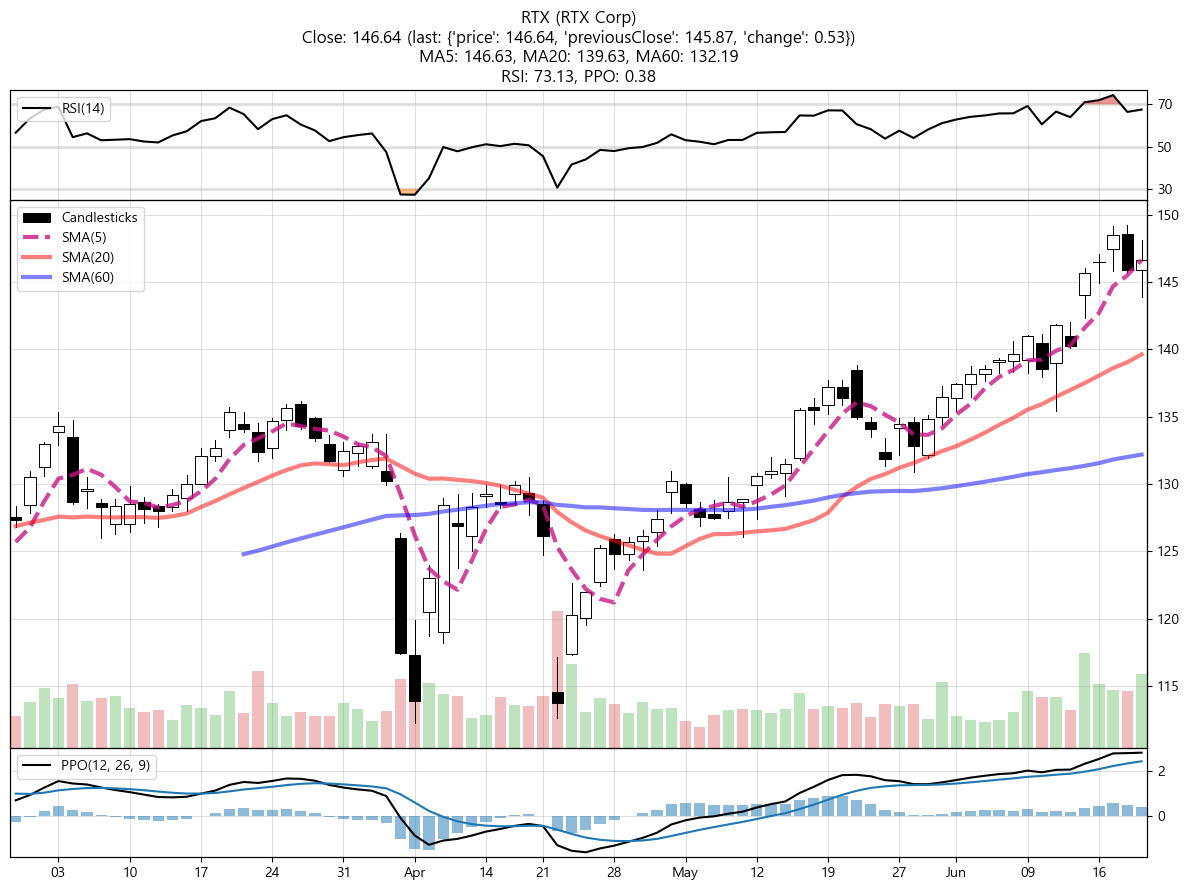 RTX (RTX Corp)
Close: 146.64 (last: {'price': 146.64, 'previousClose': 145.87, 'change': 0.53})
MA5: 146.63, MA20: 139.63, MA60: 132.19
RSI: 73.13, PPO: 0.38
RSI(14)
70
50
30
Candlesticks
SMA(5)
SMA(20)
SMA(60)
150
145
140
135
130
125
120
115
PPO(12, 26, 9)
2
0
03 10 17 24 31 Apr 14 21 28 May 12 19 27 Jun 09 16